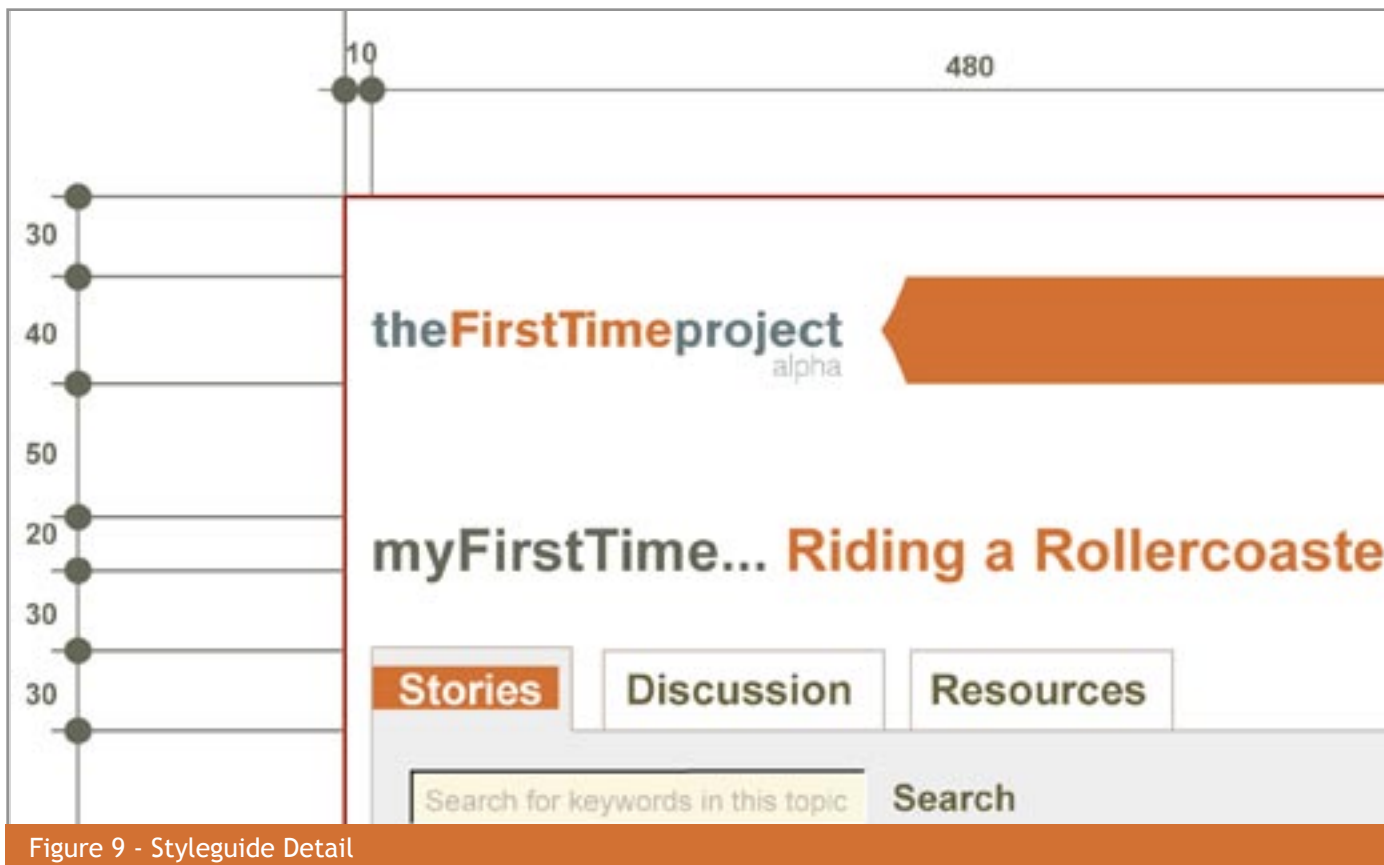 10
480
30
40
theFirstTimeproject
alpha
50
20
myFirstTime... Riding a Rollercoaste
30
30
Stories Discussion Resources
Search for keywords in this topic Search
Figure 9 - Styleguide Detail